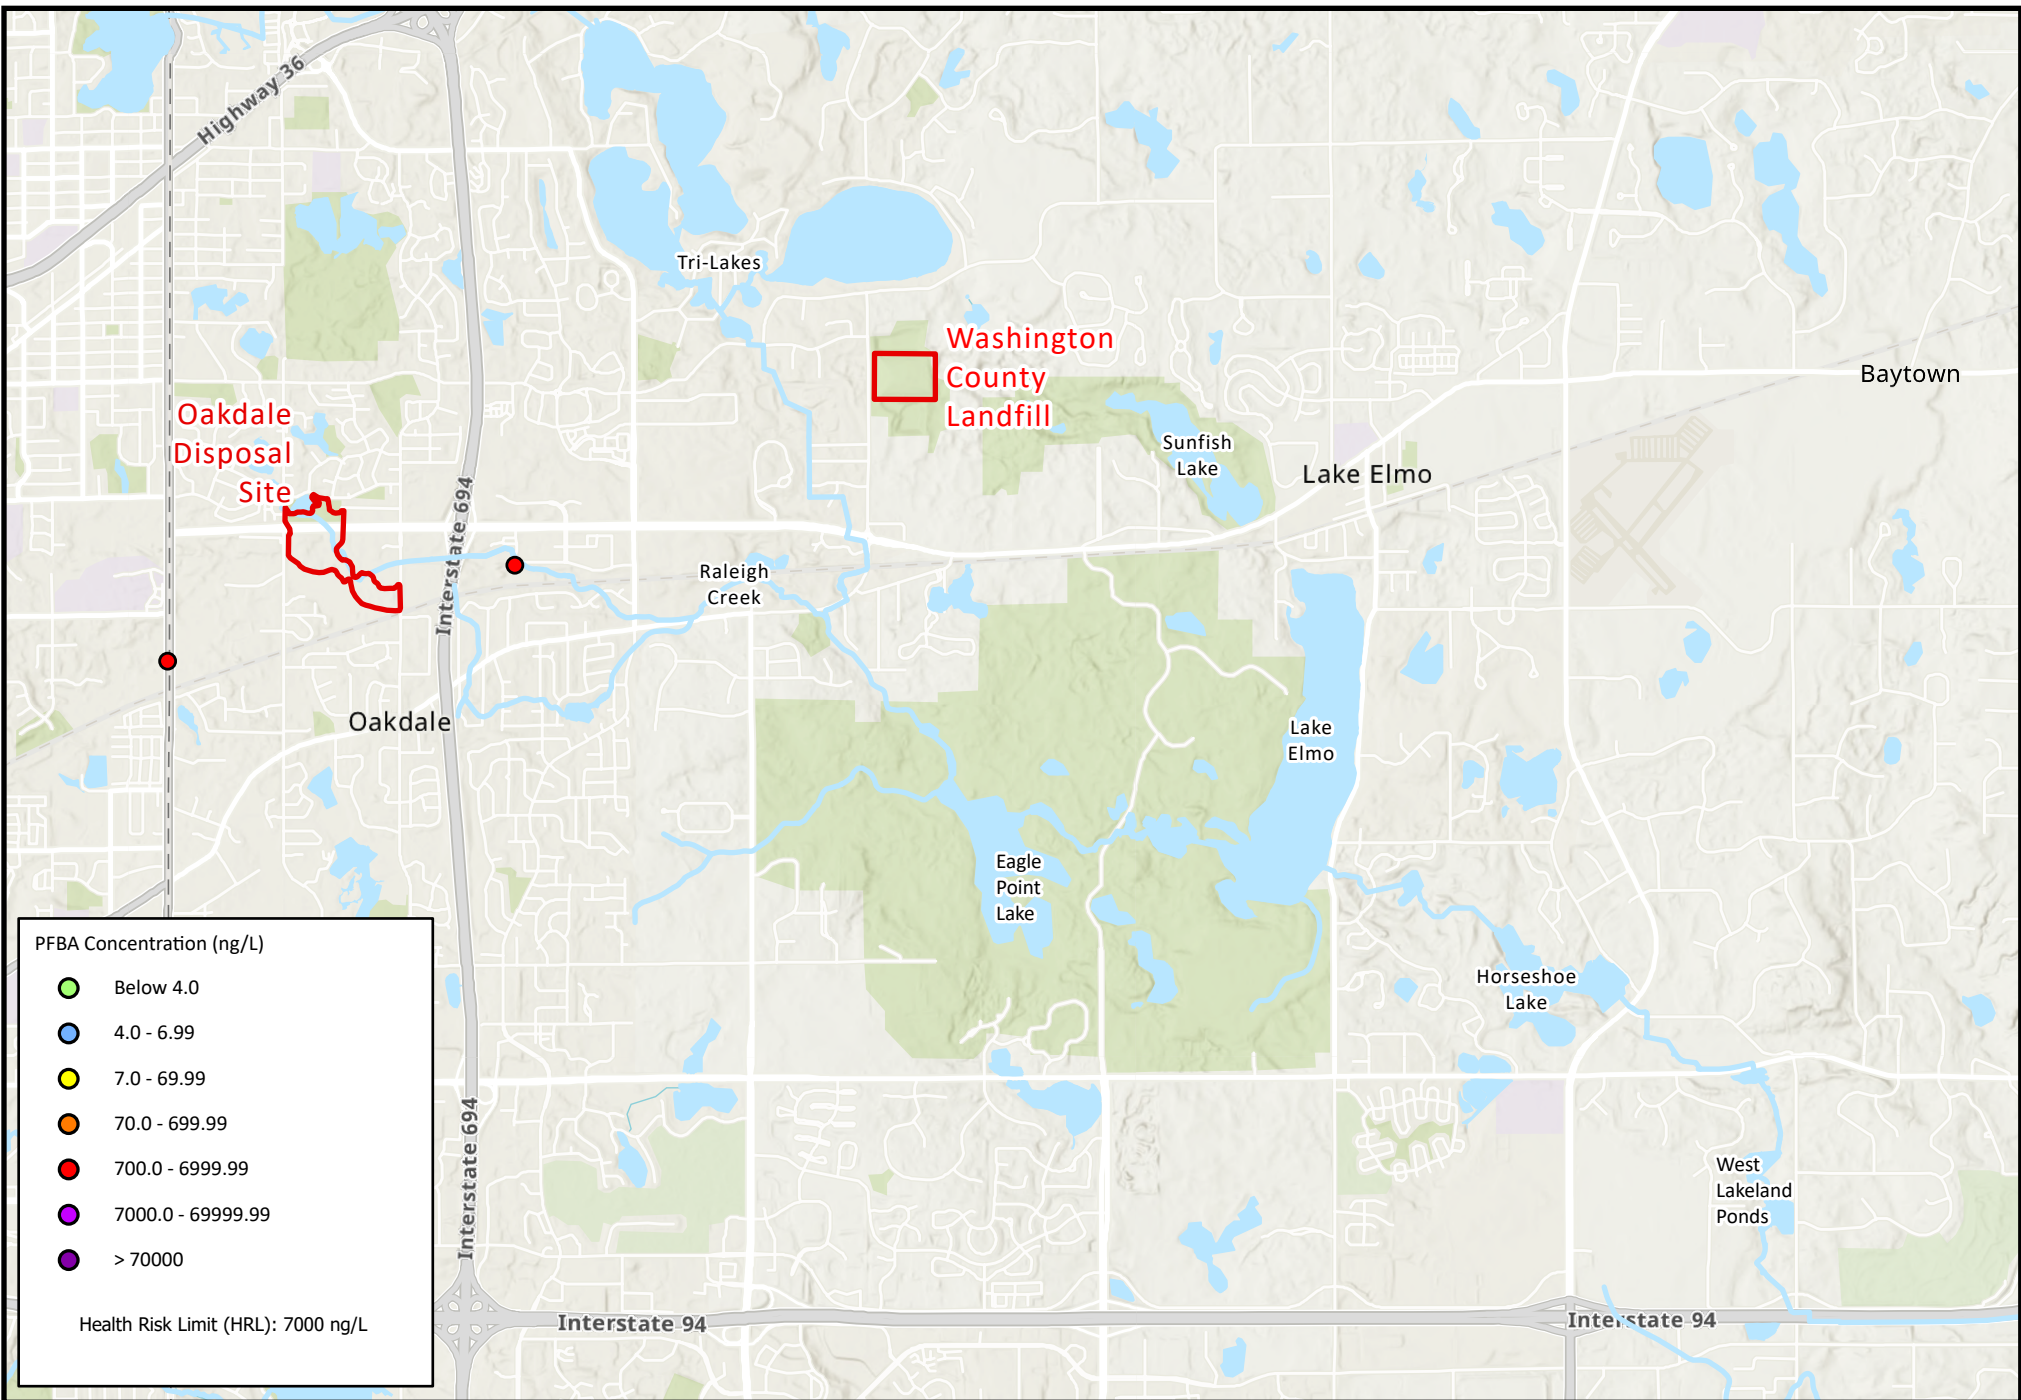 Highway 36
Tri-Lakes
Washington
County
Landfill
Baytown
Oakdale
Disposal
Site
Sunfish
Lake
Lake Elmo
Interstate 694
Raleigh
Creek
Oakdale
Lake
Elmo
Eagle
Point
Lake
Horseshoe
Lake
PFBA Concentration (ng/L)
Below 4.0
4.0 - 6.99
7.0 - 69.99
70.0 - 699.99
700.0 - 6999.99
7000.0 - 69999.99
> 70000
Health Risk Limit (HRL): 7000 ng/L
Interstate 694
West
Lakeland
Ponds
Interstate 94
Interstate 94